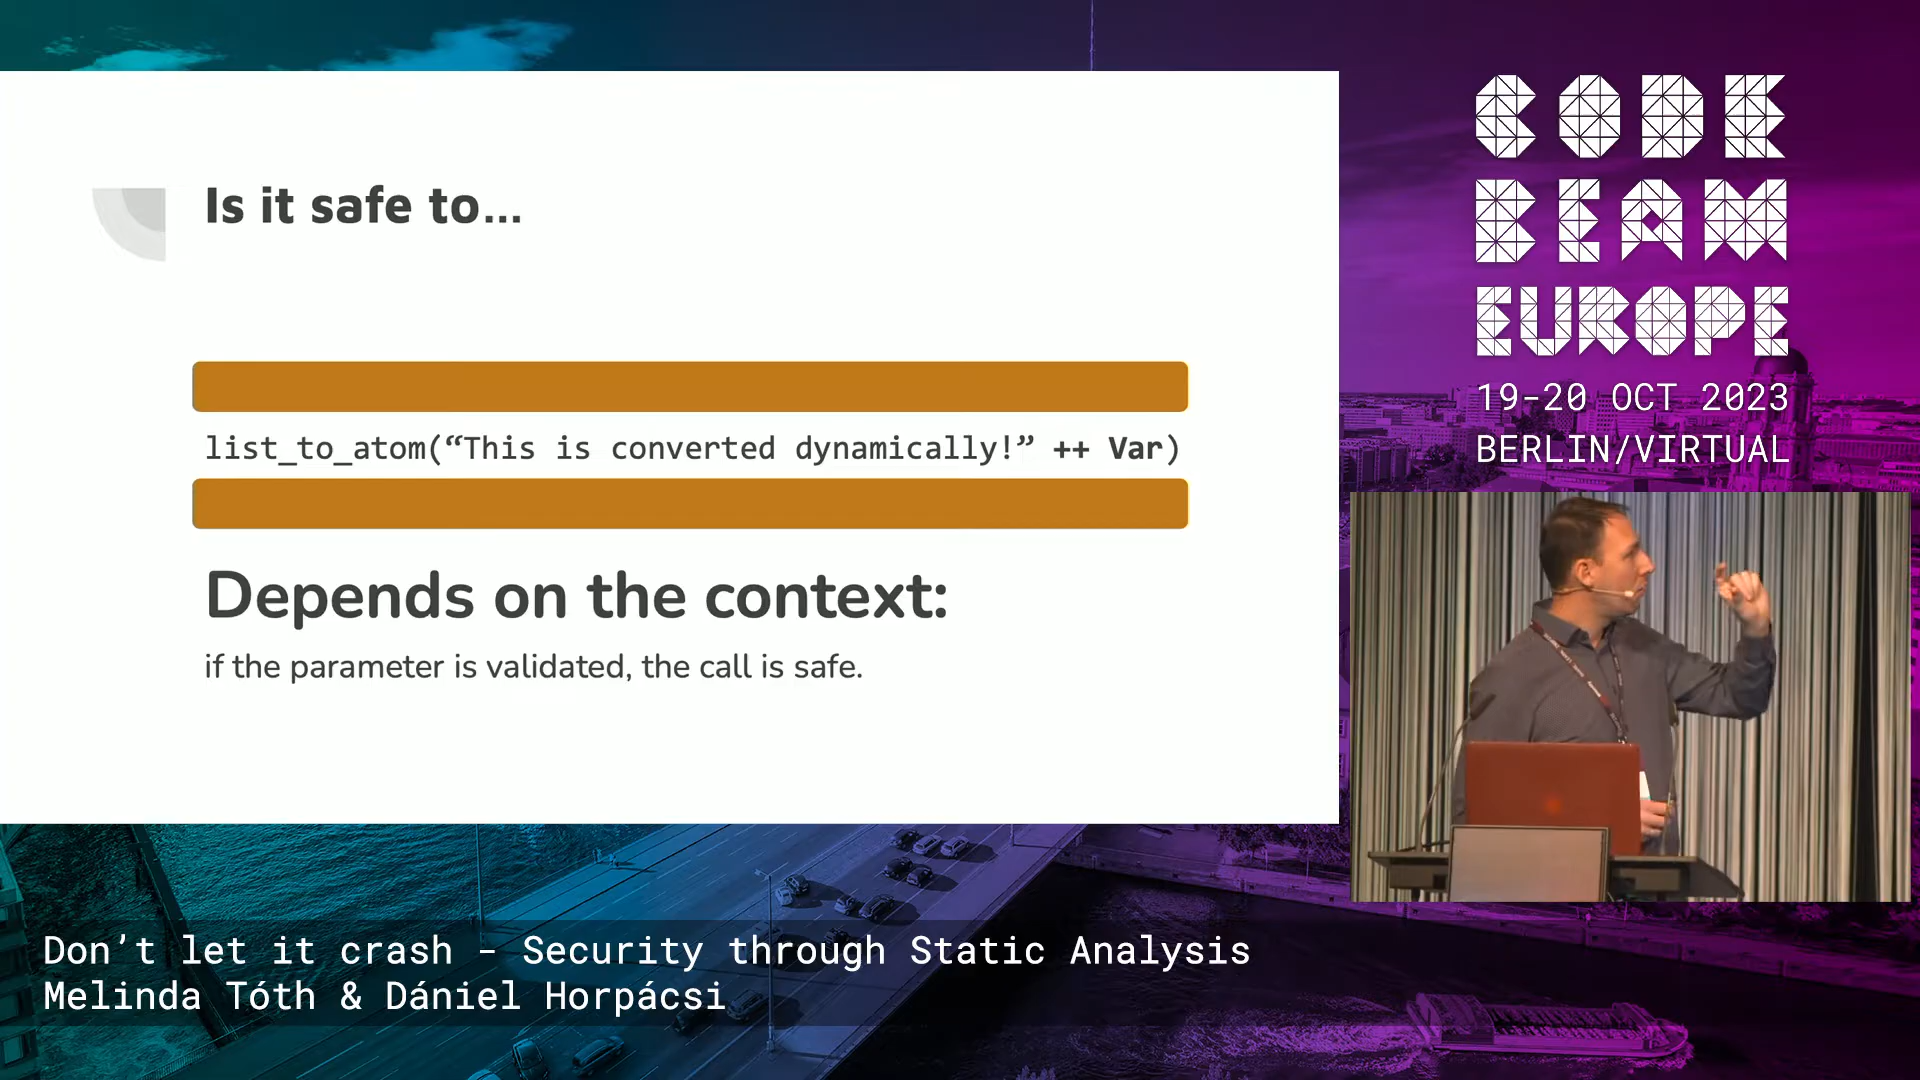 Is it safe to...
list_to_atom(“This is converted dynamically!” ++ Var)
Depends on the context:
if the parameter is validated, the call is safe.
CODE
BEAM
EUROPE
19-20 OCT 2023
BERLIN/VIRTUAL
Don’t let it crash - Security through Static Analysis
Melinda Tóth & Dániel Horpácsi